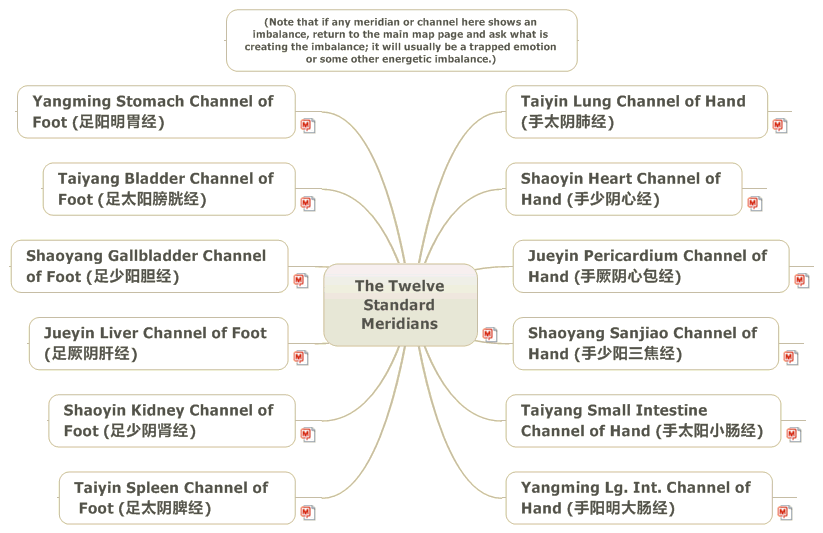 (Note that if any meridian or channel here shows an
imbalance, return to the main map page and ask what is
creating the imbalance; it will usually be a trapped emotion
or some other energetic imbalance.)
Yangming Stomach Channel of
Foot (足阳明胃经)
Taiyang Bladder Channel of
Foot (足太阳膀胱经)
Shaoyang Gallbladder Channel
of Foot (足少阳胆经)
Jueyin Liver Channel of Foot
(足厥阴肝经)
Shaoyin Kidney Channel of
Foot (足少阴肾经)
Taiyin Spleen Channel of
Foot (足太阴脾经)
The Twelve
Standard
Meridians
Taiyin Lung Channel of Hand
(手太阴肺经)
Shaoyin Heart Channel of
Hand (手少阴心经)
Jueyin Pericardium Channel of
Hand (手厥阴心包经)
Shaoyang Sanjiao Channel of
Hand (手少阳三焦经)
Taiyang Small Intestine
Channel of Hand (手太阳小肠经)
Yangming Lg. Int. Channel of
Hand (手阳明大肠经)